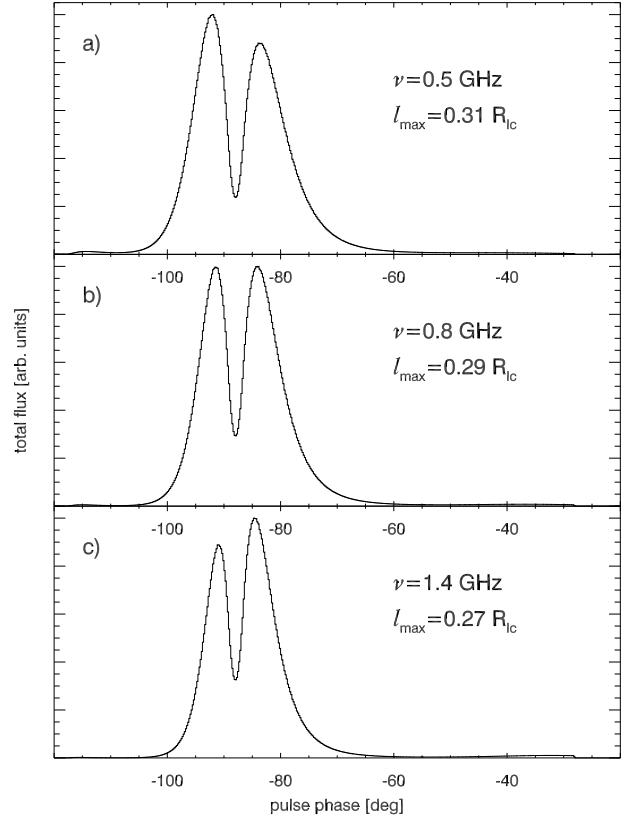 a)
ν=0.5 GHz
lmax=0.31 Rlc
-100 -80 -60 -40
b)
ν=0.8 GHz
lmax=0.29 Rlc
total flux [arb. units]
-100 -80 -60 -40
c)
ν=1.4 GHz
lmax=0.27 Rlc
-100 -80 -60 -40
pulse phase [deg]